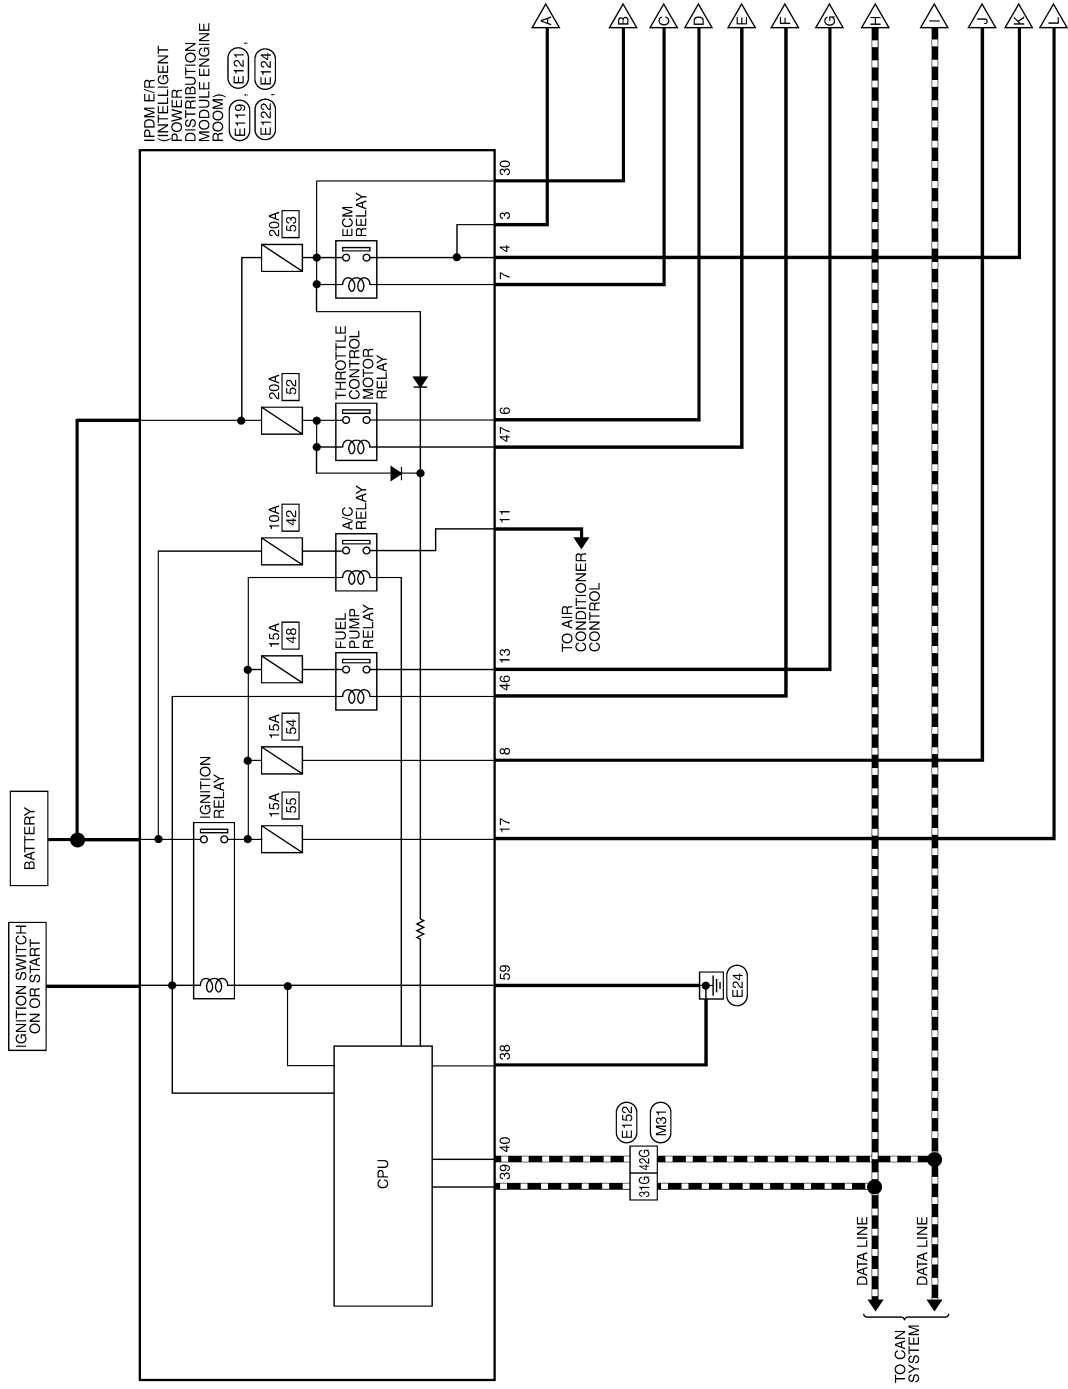 IPDM E/R
(INTELLIGENT
POWER
DISTRIBUTION
MODULE ENGINE
ROOM)
E119 , E121 ,
E122 , E124
BATTERY
IGNITION SWITCH
ON OR START
20A
53
ECM
RELAY
20A
52
THROTTLE
CONTROL
MOTOR
RELAY
10A
42
A/C
RELAY
15A
48
FUEL
PUMP
RELAY
15A
54
15A
55
IGNITION
RELAY
CPU
30
3
4
7
6
47
11
13
46
8
17
59
38
40
39
TO AIR
CONDITIONER
CONTROL
E24
E152
M31
42G
31G
DATA LINE
DATA LINE
TO CAN
SYSTEM
A
B
C
D
E
F
G
H
I
J
K
L